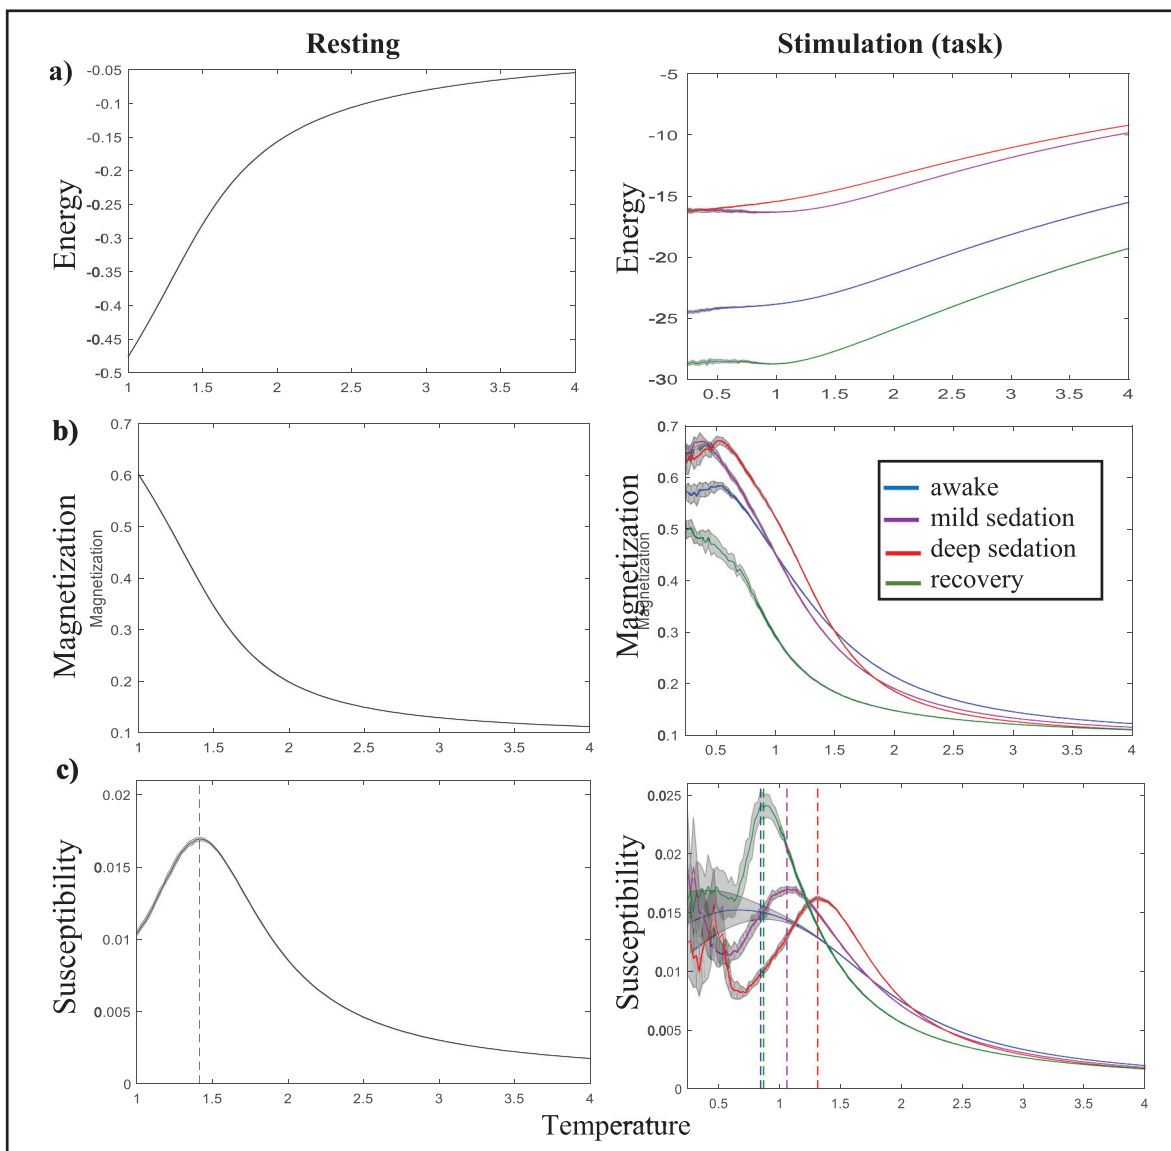 Resting
Stimulation (task)
a)
Energy
-0.05
-0.1
-0.15
-0.2
-0.25
-0.3
-0.35
-0.4
-0.45
-0.5
1 1.5 2 2.5 3 3.5 4
Energy
-5
-10
-15
-20
-25
-30
0.5 1 1.5 2 2.5 3 3.5 4
b)
Magnetization
Magnetization
0.7
0.6
0.5
0.4
0.3
0.2
0.1
1 1.5 2 2.5 3 3.5 4
Magnetization
Magnetization
0.7
0.6
0.5
0.4
0.3
0.2
0.1
0.5 1 1.5 2 2.5 3 3.5 4
awake
mild sedation
deep sedation
recovery
c)
Susceptibility
0.02
0.015
0.01
0.005
0
1 1.5 2 2.5 3 3.5 4
Susceptibility
0.025
0.02
0.015
0.01
0.005
0
0.5 1 1.5 2 2.5 3 3.5 4
Temperature